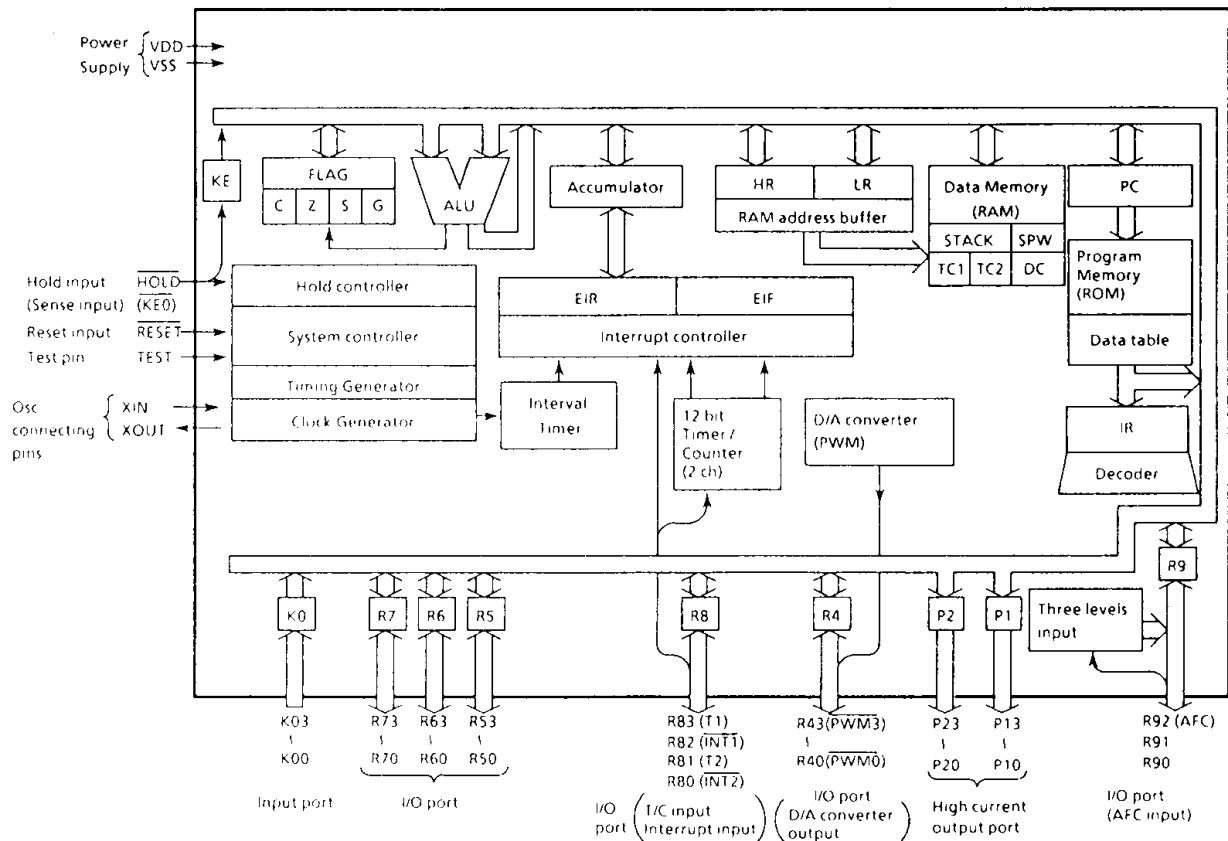 Power VDD
Supply VSS
KE
FLAG
C Z S G
ALU
Accumulator
HR LR
RAM address buffer
Data Memory
(RAM)
STACK SPW
TC1 TC2 DC
PC
Program
Memory
(ROM)
Data table
IR
Decoder
Hold input HOLD
(Sense input) (KE0)
Reset input RESET
Test pin TEST
Osc
connecting
pins
XIN
XOUT
Hold controller
System controller
Timing Generator
Clock Generator
EIR EIF
Interrupt controller
Interval
Timer
12 bit
Timer /
Counter
(2 ch)
D/A converter
(PWM)
R9
Three levels
input
K0 R7 R6 R5 R8 R4 P2 P1
K03
~
K00
Input port
R73 R63 R53
~ ~ ~
R70 R60 R50
I/O port
R83 (T1)
R82 (INT1)
R81 (T2)
R80 (INT2)
I/O
port
(T/C input
Interrupt input)
R43 (PWM3)
~
R40 (PWM0)
(I/O port
D/A converter
output)
P23 P13
~ ~
P20 P10
High current
output port
R92 (AFC)
R91
R90
I/O port
(AFC input)